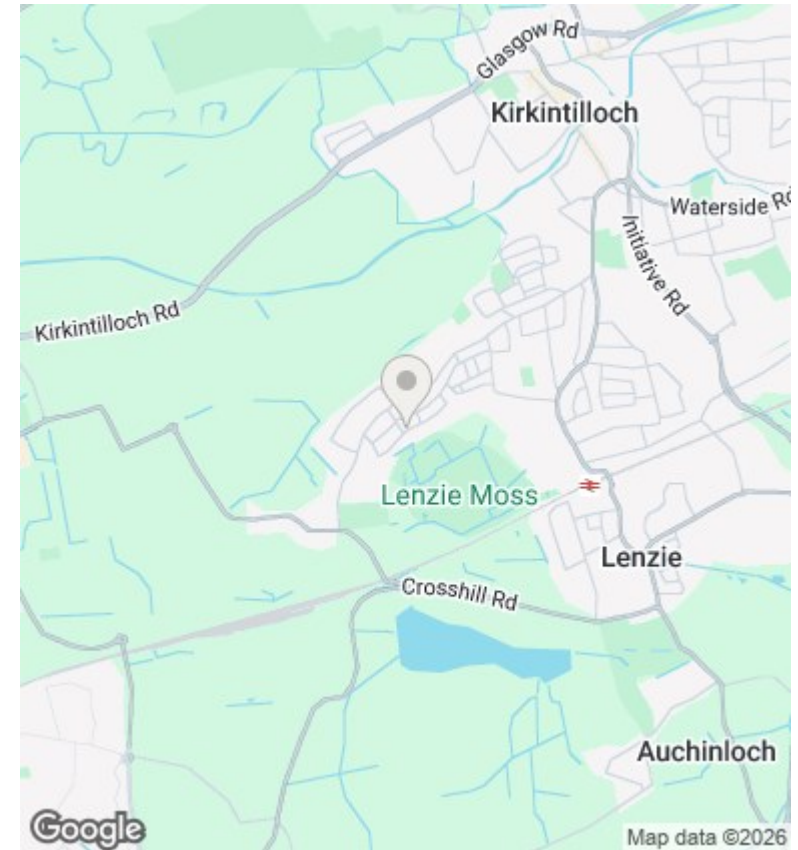 Glasgow Rd
Kirkintilloch
Waterside Rd
Initiative Rd
Kirkintilloch Rd
Lenzie Moss
Lenzie
Crosshill Rd
Auchinloch
Google
Map data ©2026